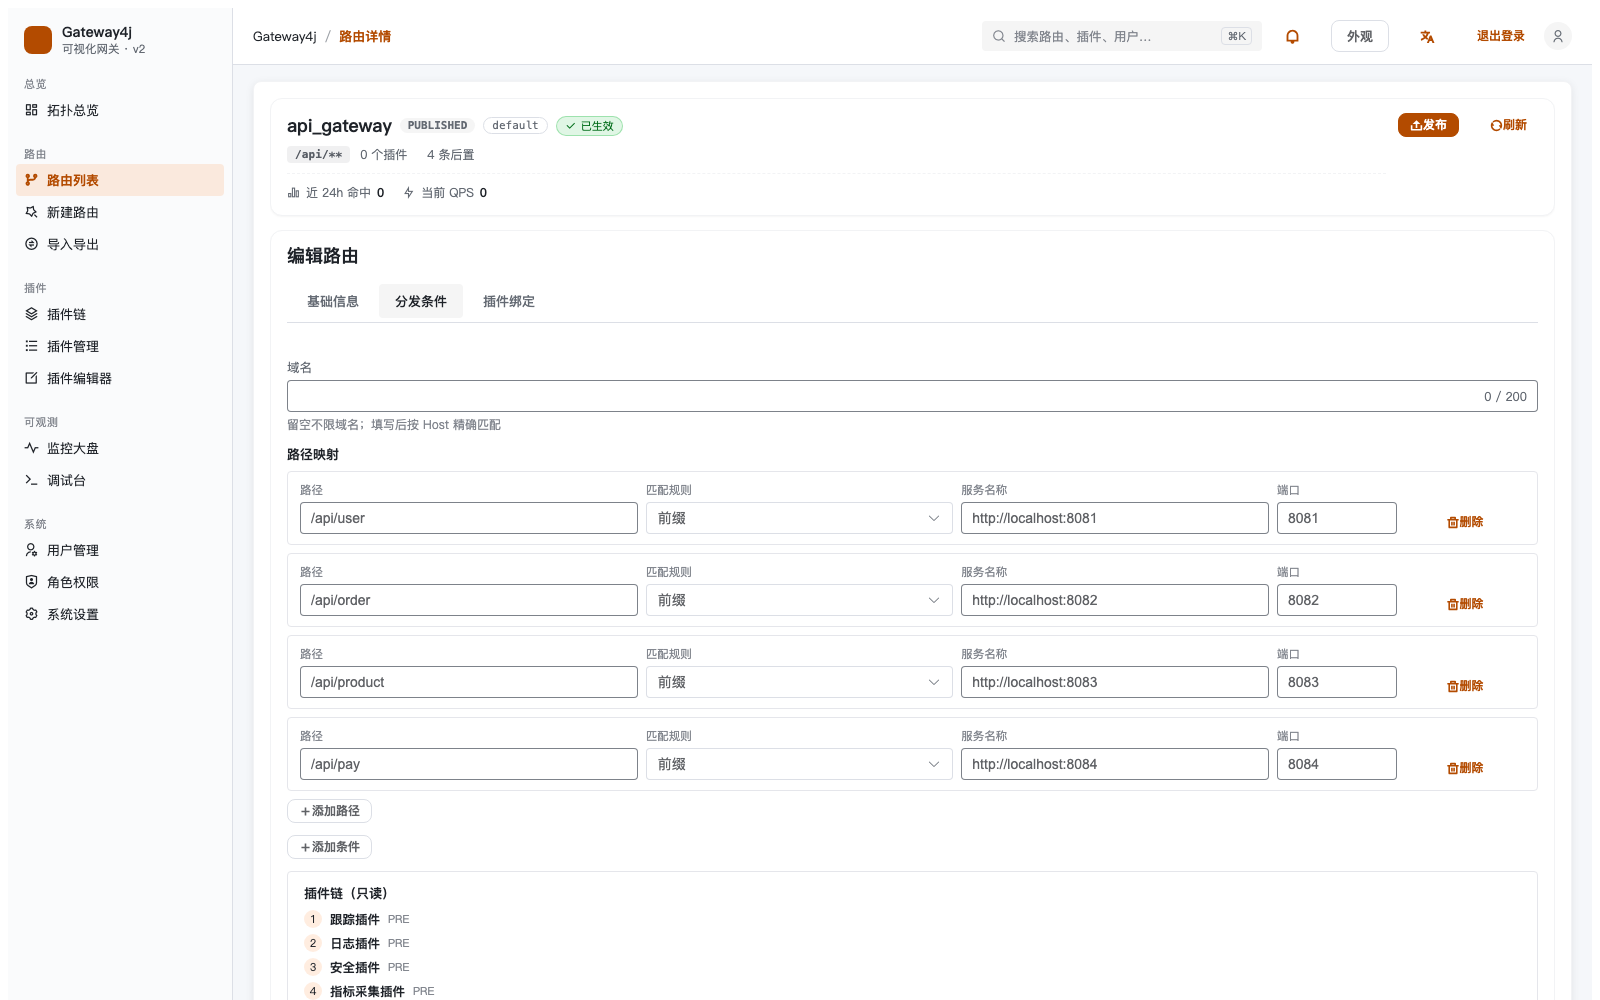 Gateway4j
可视化网关 · v2
总览
拓扑总览
路由
路由列表
新建路由
导入导出
插件
插件链
插件管理
插件编辑器
可观测
监控大盘
调试台
系统
用户管理
角色权限
系统设置
Gateway4j / 路由详情
搜索路由、插件、用户... ⌘K
外观
退出登录
api_gateway PUBLISHED default 已生效
发布
刷新
/api/** 0 个插件 4 条后置
近 24h 命中 0 当前 QPS 0
编辑路由
基础信息 分发条件 插件绑定
域名
0 / 200
留空不限域名；填写后按 Host 精确匹配
路径映射
路径 匹配规则 服务名称 端口
/api/user 前缀 http://localhost:8081 8081 删除
路径 匹配规则 服务名称 端口
/api/order 前缀 http://localhost:8082 8082 删除
路径 匹配规则 服务名称 端口
/api/product 前缀 http://localhost:8083 8083 删除
路径 匹配规则 服务名称 端口
/api/pay 前缀 http://localhost:8084 8084 删除
+添加路径
+添加条件
插件链（只读）
1 跟踪插件 PRE
2 日志插件 PRE
3 安全插件 PRE
4 指标采集插件 PRE